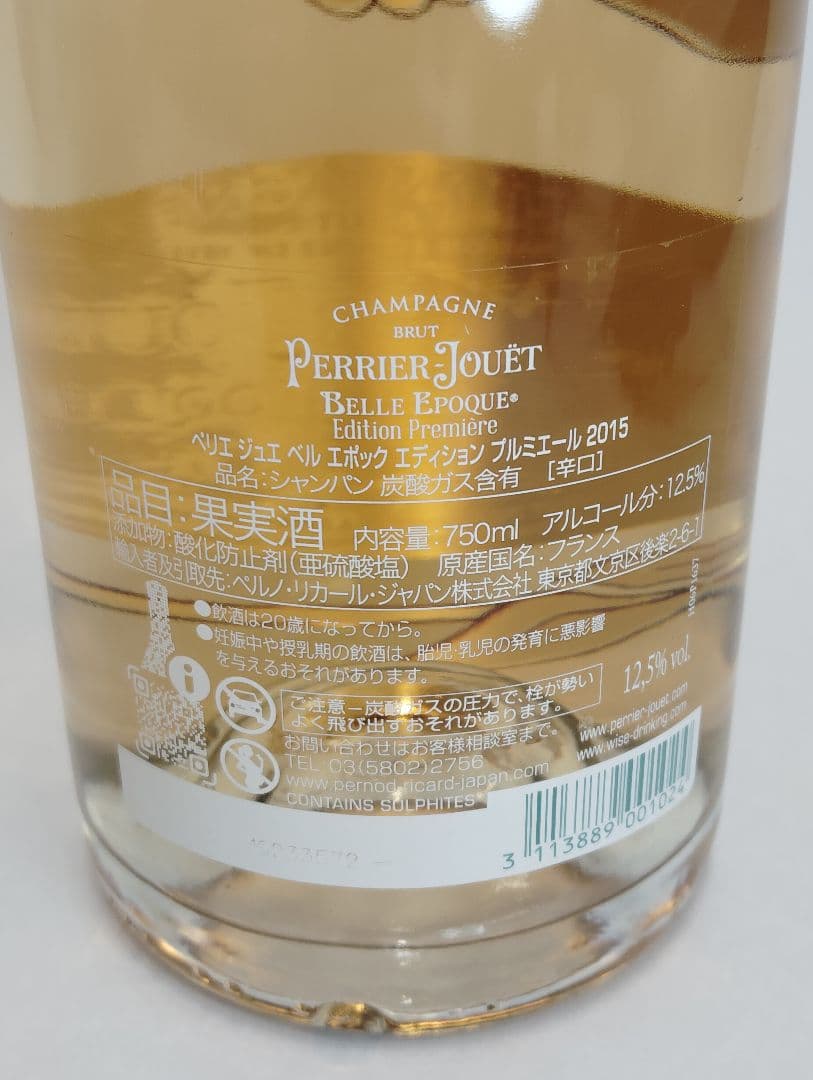 CHAMPAGNE
BRUT
PERRIER-JOUËT
BELLE EPOQUE®
Edition Première
ペリエ ジュエ ベル エポック エディション プルミエール 2015
品名:シャンパン 炭酸ガス含有 [辛口]
品目:果実酒 内容量:750ml アルコール分:12.5%
添加物:酸化防止剤(亜硫酸塩) 原産国名:フランス
輸入者及引取先:ペルノ・リカール・ジャパン株式会社 東京都文京区後楽2-6-1
●飲酒は20歳になってから。
●妊娠中や授乳期の飲酒は、胎児・乳児の発育に悪影響
を与えるおそれがあります。
ご注意－炭酸ガスの圧力で、栓が勢い
よく飛び出すおそれがあります。
お問い合わせはお客様相談室まで。
TEL 03(5802)2756
www.pernod-ricard-japan.com
CONTAINS SULPHITES
12,5% vol.
www.perrier-jouet.com
www.wise-drinking.com
3 113889 001024